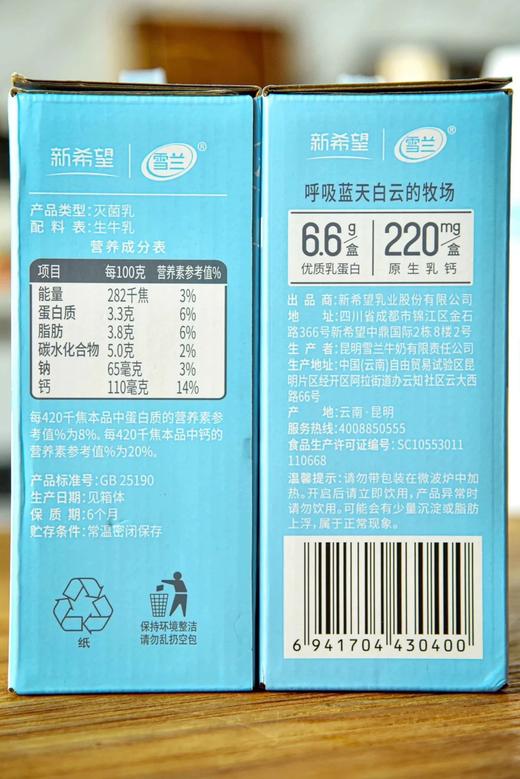 新希望 雪兰®
产品类型: 灭菌乳
配 料 表: 生牛乳
营养成分表
项目 每100克 营养素参考值%
能量 282千焦 3%
蛋白质 3.3克 6%
脂肪 3.8克 6%
碳水化合物 5.0克 2%
钠 65毫克 3%
钙 110毫克 14%
每420千焦本品中蛋白质的营养素参
考值%为8%。每420千焦本品中钙的
营养素参考值%为20%。
产品标准号: GB 25190
生产日期: 见箱体
保 质 期: 6个月
贮存条件: 常温密闭保存
纸
保持环境整洁
请勿乱扔空包
新希望 雪兰®
呼吸蓝天白云的牧场
6.6g/盒 220mg/盒
优质乳蛋白 原生乳钙
出 品 商: 新希望乳业股份有限公司
地 址: 四川省成都市锦江区金石
路366号新希望中鼎国际2栋8楼2号
生 产 者: 昆明雪兰牛奶有限责任公司
生产地址: 中国(云南)自由贸易试验区昆
明片区经开区阿拉街道办云知社区云大西
路66号
产 地: 云南·昆明
服务热线: 4008850555
食品生产许可证编号: SC10553011
110668
温馨提示: 请勿带包装在微波炉中加
热。开启后请立即饮用,产品异常时
请勿饮用。可能会有少量沉淀或脂肪
上浮,属于正常现象。
6 941704 430400